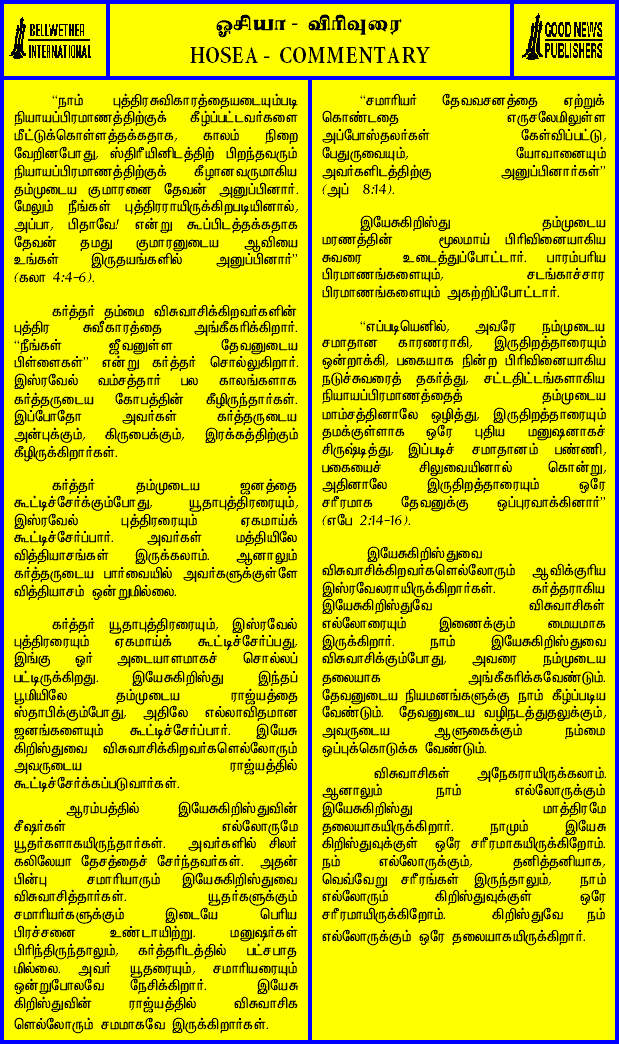 BELLWETHER
INTERNATIONAL
ஓசியா - விரிவுரை
HOSEA - COMMENTARY
GOOD NEWS
PUBLISHERS
“நாம் புத்திரசுவிகாரத்தையடையும்படி
நியாயப்பிரமாணத்திற்குக் கீழ்ப்பட்டவர்களை
மீட்டுக்கொள்ளத்தக்கதாக, காலம் நிறை
வேறினபோது, ஸ்திரீயினிடத்திற் பிறந்தவரும்
நியாயப்பிரமாணத்திற்குக் கீழானவருமாகிய
தம்முடைய குமாரனை தேவன் அனுப்பினார்.
மேலும் நீங்கள் புத்திரராயிருக்கிறபடியினால்,
அப்பா, பிதாவே! என்று கூப்பிடத்தக்கதாக
தேவன் தமது குமாரனுடைய ஆவியை
உங்கள் இருதயங்களில் அனுப்பினார்”
(கலா 4:4-6).
கர்த்தர் தம்மை விசுவாசிக்கிறவர்களின்
புத்திர சுவீகாரத்தை அங்கீகரிக்கிறார்.
“நீங்கள் ஜீவனுள்ள தேவனுடைய
பிள்ளைகள்” என்று கர்த்தர் சொல்லுகிறார்.
இஸ்ரவேல் வம்சத்தார் பல காலங்களாக
கர்த்தருடைய கோபத்தின் கீழிருந்தார்கள்.
இப்போதோ அவர்கள் கர்த்தருடைய
அன்புக்கும், கிருபைக்கும், இரக்கத்திற்கும்
கீழிருக்கிறார்கள்.
கர்த்தர் தம்முடைய ஜனத்தை
கூட்டிச்சேர்க்கும்போது, யூதாபுத்திரரையும்,
இஸ்ரவேல் புத்திரரையும் ஏகமாய்க்
கூட்டிச்சேர்ப்பார். அவர்கள் மத்தியிலே
வித்தியாசங்கள் இருக்கலாம். ஆனாலும்
கர்த்தருடைய பார்வையில் அவர்களுக்குள்ளே
வித்தியாசம் ஒன்றுமில்லை.
கர்த்தர் யூதாபுத்திரரையும், இஸ்ரவேல்
புத்திரரையும் ஏகமாய்க் கூட்டிச்சேர்ப்பது,
இங்கு ஓர் அடையாளமாகச் சொல்லப்
பட்டிருக்கிறது. இயேசுகிறிஸ்து இந்தப்
பூமியிலே தம்முடைய ராஜ்யத்தை
ஸ்தாபிக்கும்போது, அதிலே எல்லாவிதமான
ஜனங்களையும் கூட்டிச்சேர்ப்பார். இயேசு
கிறிஸ்துவை விசுவாசிக்கிறவர்களெல்லோரும்
அவருடைய ராஜ்யத்தில்
கூட்டிச்சேர்க்கப்படுவார்கள்.
ஆரம்பத்தில் இயேசுகிறிஸ்துவின்
சீஷர்கள் எல்லோருமே
யூதர்களாகயிருந்தார்கள். அவர்களில் சிலர்
கலிலேயா தேசத்தைச் சேர்ந்தவர்கள். அதன்
பின்பு சமாரியாரும் இயேசுகிறிஸ்துவை
விசுவாசித்தார்கள். யூதர்களுக்கும்
சமாரியர்களுக்கும் இடையே பெரிய
பிரச்சனை உண்டாயிற்று. மனுஷர்கள்
பிரிந்திருந்தாலும், கர்த்தரிடத்தில் பட்சபாத
மில்லை. அவர் யூதரையும், சமாரியரையும்
ஒன்றுபோலவே நேசிக்கிறார். இயேசு
கிறிஸ்துவின் ராஜ்யத்தில் விசுவாசிக
ளெல்லோரும் சமமாகவே இருக்கிறார்கள்.
“சமாரியர் தேவவசனத்தை ஏற்றுக்
கொண்டதை எருசலேமிலுள்ள
அப்போஸ்தலர்கள் கேள்விப்பட்டு,
பேதுருவையும், யோவானையும்
அவர்களிடத்திற்கு அனுப்பினார்கள்”
(அப் 8:14).
இயேசுகிறிஸ்து தம்முடைய
மரணத்தின் மூலமாய் பிரிவினையாகிய
சுவரை உடைத்துப்போட்டார். பாரம்பரிய
பிரமாணங்களையும், சடங்காச்சார
பிரமாணங்களையும் அகற்றிப்போட்டார்.
“எப்படியெனில், அவரே நம்முடைய
சமாதான காரணராகி, இருதிறத்தாரையும்
ஒன்றாக்கி, பகையாக நின்ற பிரிவினையாகிய
நடுச்சுவரைத் தகர்த்து, சட்டதிட்டங்களாகிய
நியாயப்பிரமாணத்தைத் தம்முடைய
மாம்சத்தினாலே ஒழித்து, இருதிறத்தாரையும்
தமக்குள்ளாக ஒரே புதிய மனுஷனாகச்
சிருஷ்டித்து, இப்படிச் சமாதானம் பண்ணி,
பகையைச் சிலுவையினால் கொன்று,
அதினாலே இருதிறத்தாரையும் ஒரே
சரீரமாக தேவனுக்கு ஒப்புரவாக்கினார்”
(எபே 2:14-16).
இயேசுகிறிஸ்துவை
விசுவாசிக்கிறவர்களெல்லோரும் ஆவிக்குரிய
இஸ்ரவேலராயிருக்கிறார்கள். கர்த்தராகிய
இயேசுகிறிஸ்துவே விசுவாசிகள்
எல்லோரையும் இணைக்கும் மையமாக
இருக்கிறார். நாம் இயேசுகிறிஸ்துவை
விசுவாசிக்கும்போது, அவரை நம்முடைய
தலையாக அங்கீகரிக்கவேண்டும்.
தேவனுடைய நியமனங்களுக்கு நாம் கீழ்ப்படிய
வேண்டும். தேவனுடைய வழிநடத்துதலுக்கும்,
அவருடைய ஆளுகைக்கும் நம்மை
ஒப்புக்கொடுக்க வேண்டும்.
விசுவாசிகள் அநேகராயிருக்கலாம்.
ஆனாலும் நாம் எல்லோருக்கும்
இயேசுகிறிஸ்து மாத்திரமே
தலையாகயிருக்கிறார். நாமும் இயேசு
கிறிஸ்துவுக்குள் ஒரே சரீரமாகயிருக்கிறோம்.
நம் எல்லோருக்கும், தனித்தனியாக,
வெவ்வேறு சரீரங்கள் இருந்தாலும், நாம்
எல்லோரும் கிறிஸ்துவுக்குள் ஒரே
சரீரமாயிருக்கிறோம். கிறிஸ்துவே நம்
எல்லோருக்கும் ஒரே தலையாகயிருக்கிறார்.